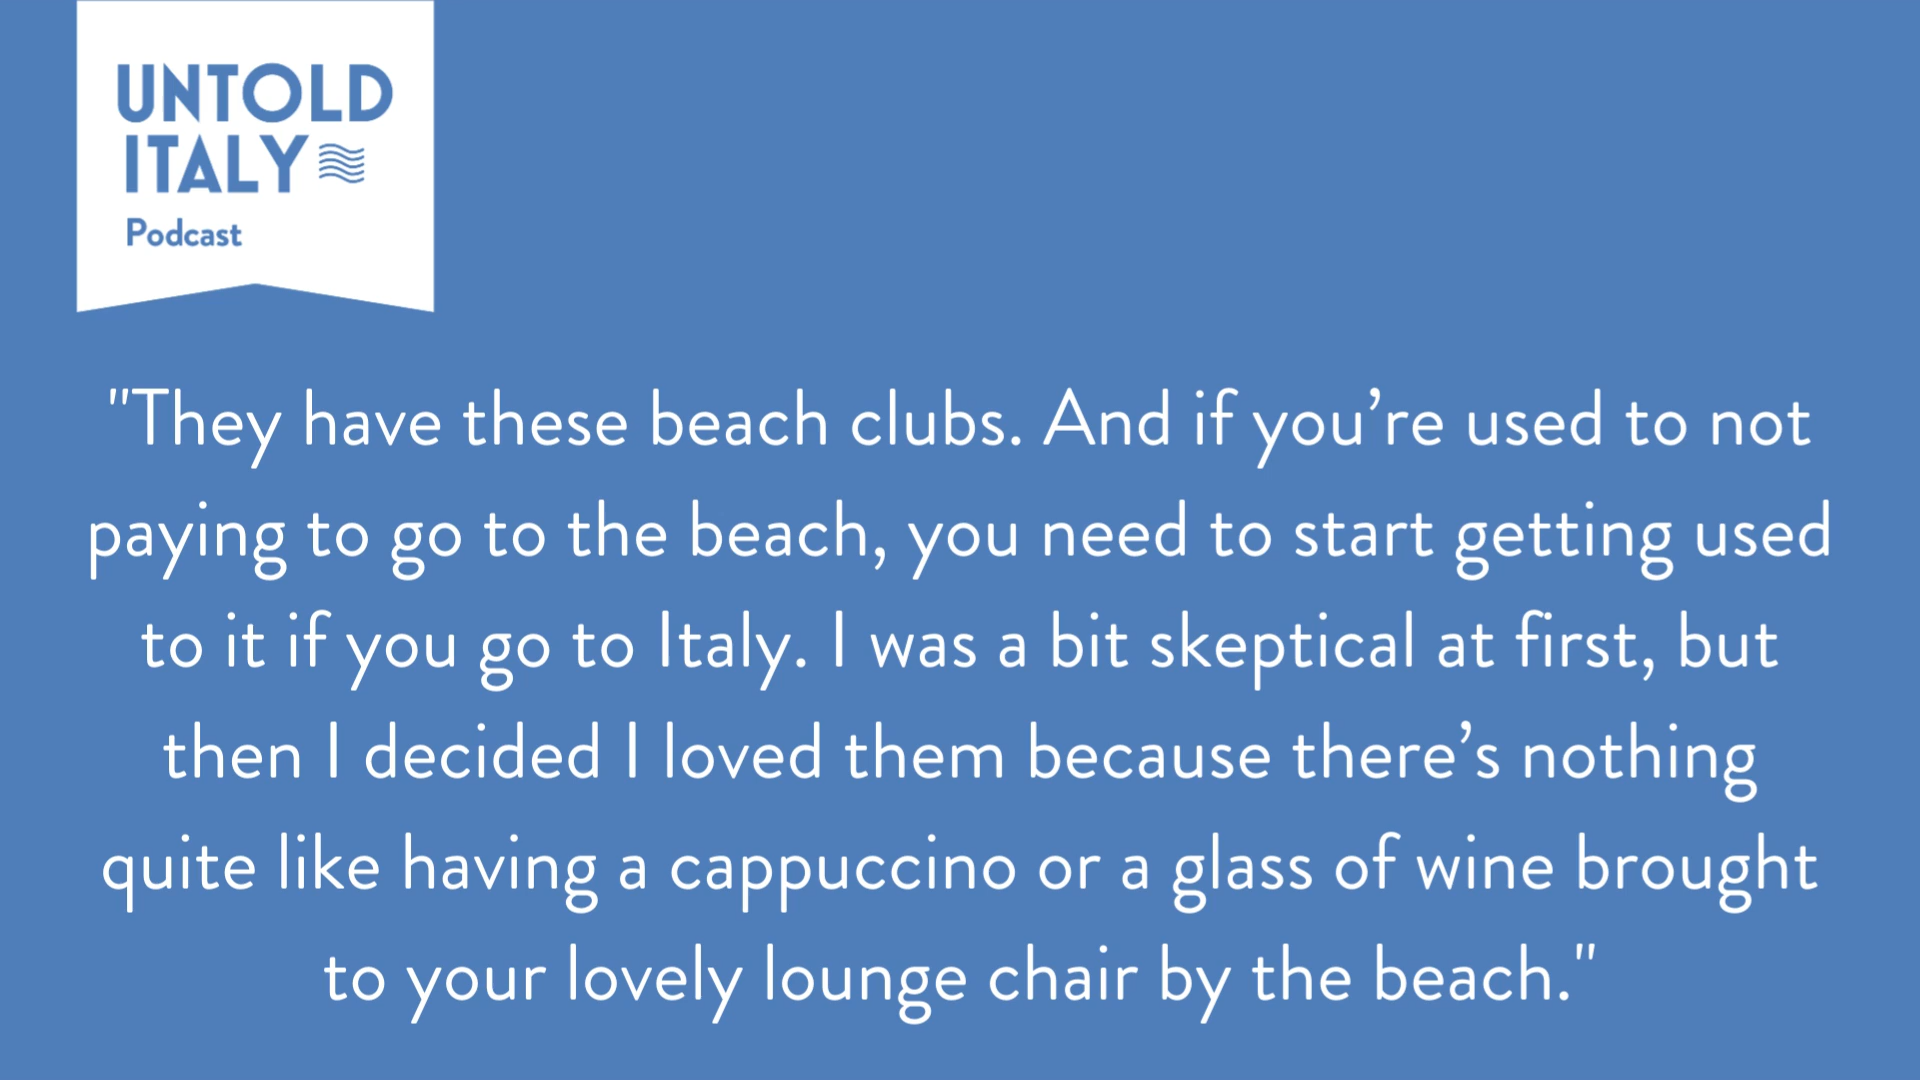 UNTOLD
ITALY
Podcast
"They have these beach clubs. And if you’re used to not
paying to go to the beach, you need to start getting used
to it if you go to Italy. I was a bit skeptical at first, but
then I decided I loved them because there’s nothing
quite like having a cappuccino or a glass of wine brought
to your lovely lounge chair by the beach."